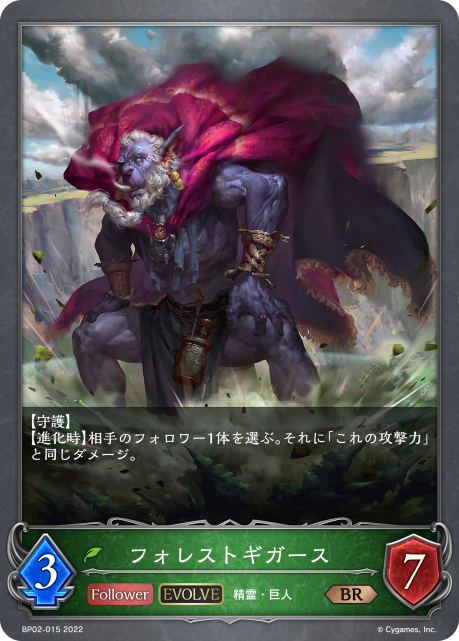 【守護】
【進化時】相手のフォロワー1体を選ぶ。それに「これの攻撃力」
と同じダメージ。
フォレストギガース
3
Follower
EVOLVE
精霊・巨人
BR
7
BP02-015 2022
© Cygames, Inc.